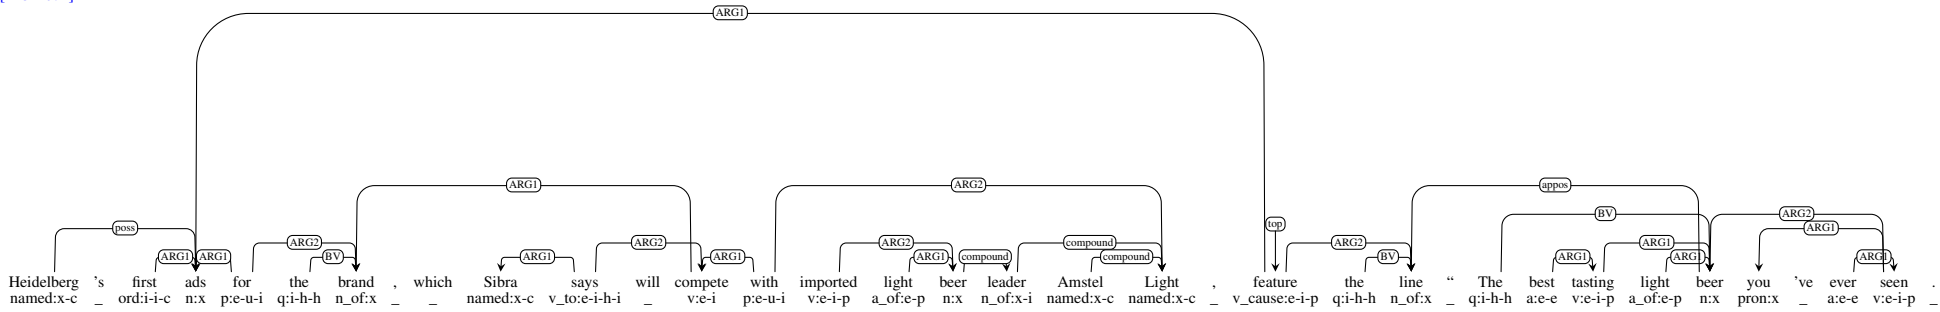 ARG1
ARG1 ARG2 appos
poss top BV ARG2
ARG2 ARG2 ARG2 compound ARG2 ARG1 ARG1
ARG1 ARG1 BV ARG1 ARG1 ARG1 compound compound BV ARG1 ARG1 ARG1
Heidelberg 's first ads for the brand , which Sibra says will compete with imported light beer leader Amstel Light , feature the line “ The best tasting light beer you 've ever seen .
named:x-c _ ord:i-i-c n:x p:e-u-i q:i-h-h n_of:x _ _ named:x-c v_to:e-i-h-i _ v:e-i p:e-u-i v:e-i-p a_of:e-p n:x n_of:x-i named:x-c named:x-c _ v_cause:e-i-p q:i-h-h n_of:x _ q:i-h-h a:e-e v:e-i-p a_of:e-p n:x pron:x _ a:e-e v:e-i-p _